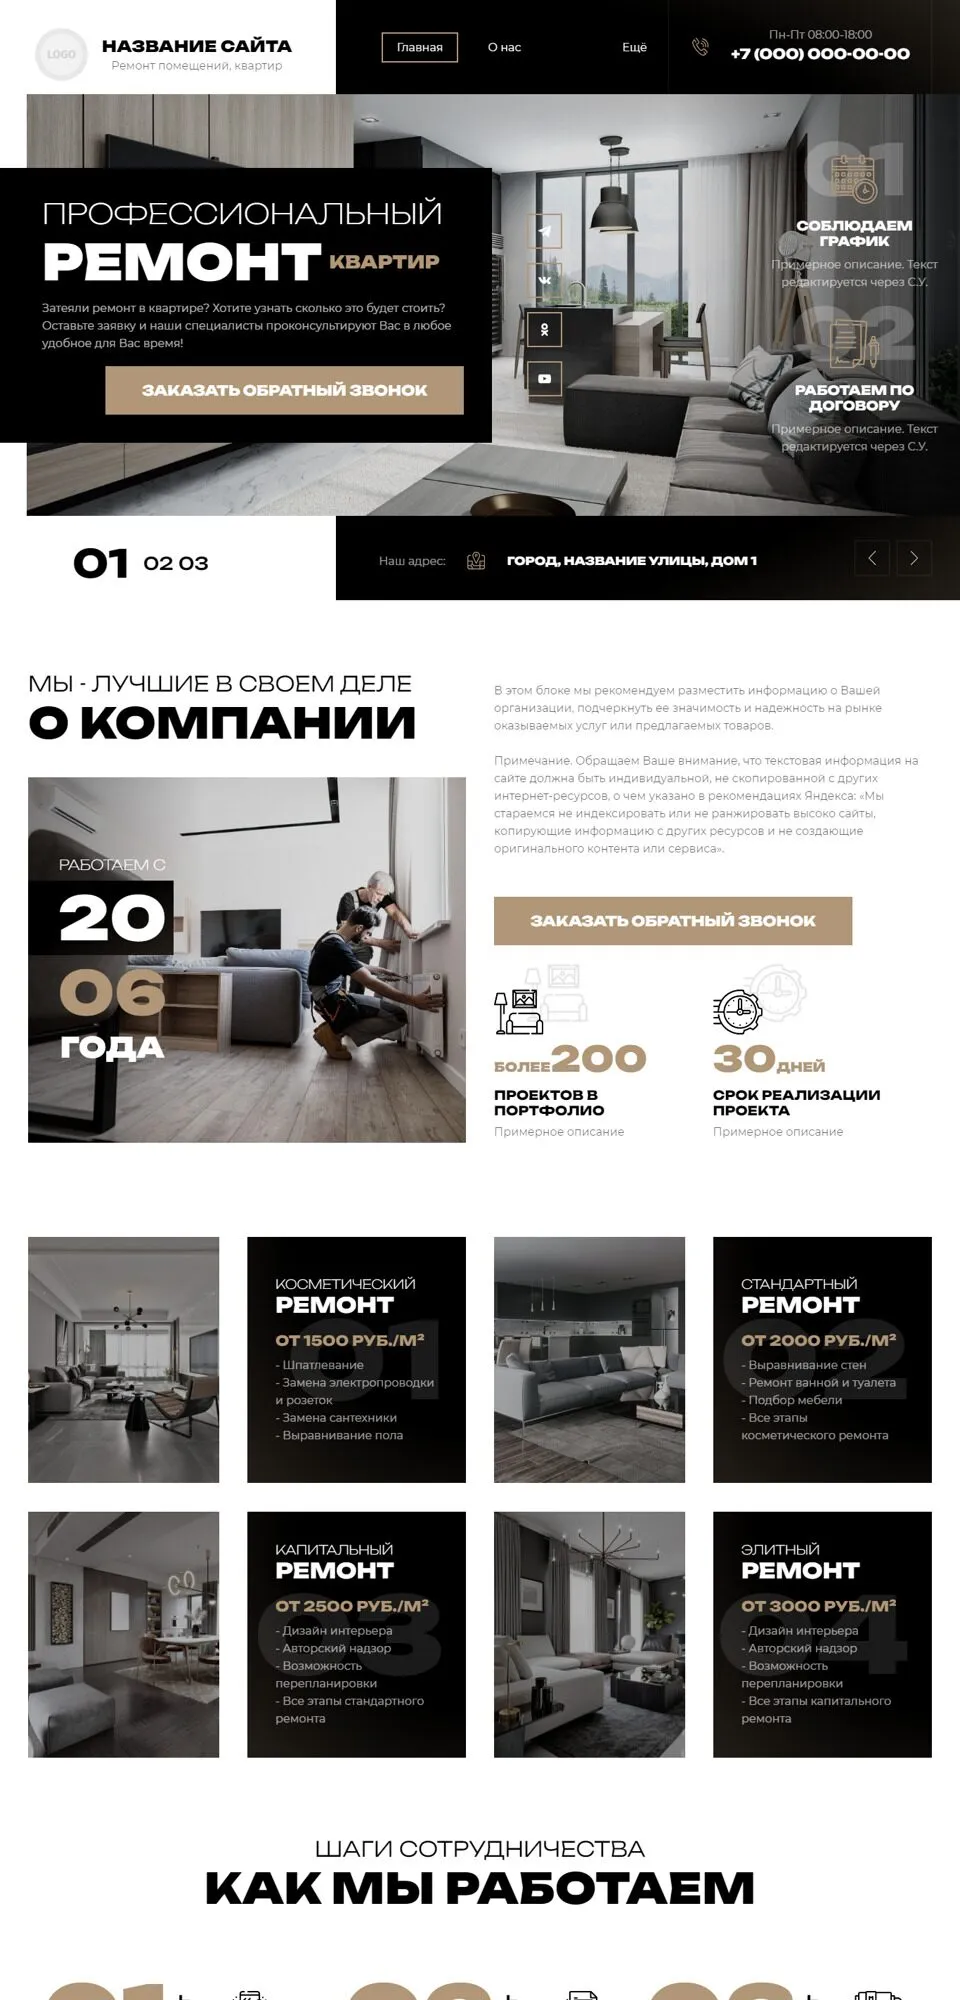 LOGO
НАЗВАНИЕ САЙТА
Ремонт помещений, квартир
Главная
О нас
Ещё
Пн-Пт 08:00-18:00
+7 (000) 000-00-00
ПРОФЕССИОНАЛЬНЫЙ
РЕМОНТ КВАРТИР
Затеяли ремонт в квартире? Хотите узнать сколько это будет стоить?
Оставьте заявку и наши специалисты проконсультируют Вас в любое
удобное для Вас время!
ЗАКАЗАТЬ ОБРАТНЫЙ ЗВОНОК
01
СОБЛЮДАЕМ
ГРАФИК
Примерное описание. Текст
редактируется через С.У.
02
РАБОТАЕМ ПО
ДОГОВОРУ
Примерное описание. Текст
редактируется через С.У.
01 02 03
Наш адрес:
ГОРОД, НАЗВАНИЕ УЛИЦЫ, ДОМ 1
МЫ - ЛУЧШИЕ В СВОЕМ ДЕЛЕ
О КОМПАНИИ
РАБОТАЕМ С
20
06
ГОДА
В этом блоке мы рекомендуем разместить информацию о Вашей
организации, подчеркнуть ее значимость и надежность на рынке
оказываемых услуг или предлагаемых товаров.
Примечание. Обращаем Ваше внимание, что текстовая информация на
сайте должна быть индивидуальной, не скопированной с других
интернет-ресурсов, о чем указано в рекомендациях Яндекса: «Мы
стараемся не индексировать или не ранжировать высоко сайты,
копирующие информацию с других ресурсов и не создающие
оригинального контента или сервиса».
ЗАКАЗАТЬ ОБРАТНЫЙ ЗВОНОК
БОЛЕЕ 200
ПРОЕКТОВ В
ПОРТФОЛИО
Примерное описание
30 ДНЕЙ
СРОК РЕАЛИЗАЦИИ
ПРОЕКТА
Примерное описание
КОСМЕТИЧЕСКИЙ
РЕМОНТ
01
ОТ 1500 РУБ./М²
- Шпатлевание
- Замена электропроводки
и розеток
- Замена сантехники
- Выравнивание пола
СТАНДАРТНЫЙ
РЕМОНТ
02
ОТ 2000 РУБ./М²
- Выравнивание стен
- Ремонт ванной и туалета
- Подбор мебели
- Все этапы
косметического ремонта
КАПИТАЛЬНЫЙ
РЕМОНТ
03
ОТ 2500 РУБ./М²
- Дизайн интерьера
- Авторский надзор
- Возможность
перепланировки
- Все этапы стандартного
ремонта
ЭЛИТНЫЙ
РЕМОНТ
04
ОТ 3000 РУБ./М²
- Дизайн интерьера
- Авторский надзор
- Возможность
перепланировки
- Все этапы капитального
ремонта
ШАГИ СОТРУДНИЧЕСТВА
КАК МЫ РАБОТАЕМ